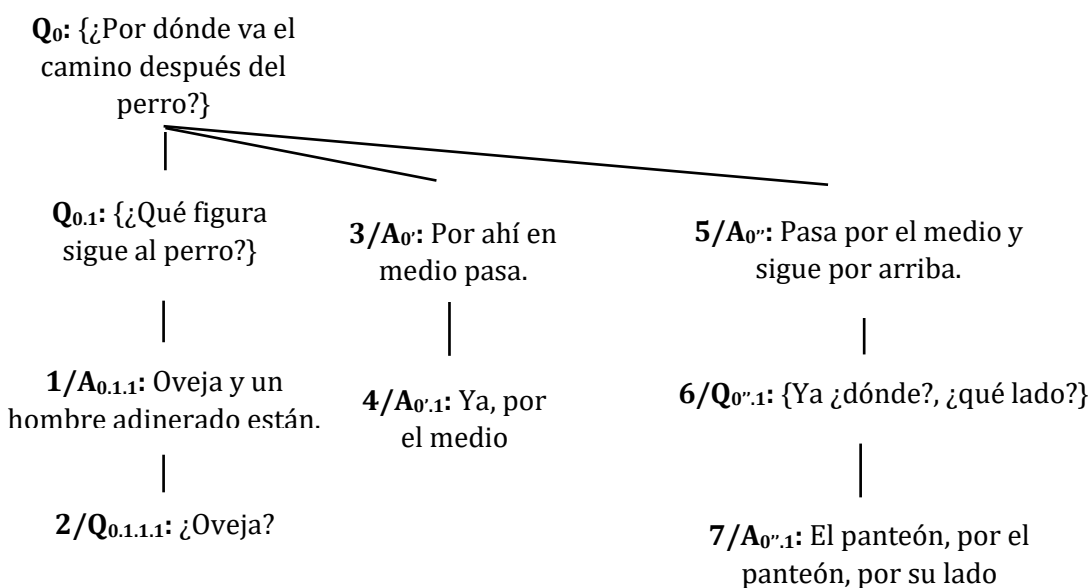 Q₀: {¿Por dónde va el
camino después del
perro?}
Q₀.₁: {¿Qué figura
sigue al perro?}
3/A₀': Por ahí en
medio pasa.
5/A₀'': Pasa por el medio y
sigue por arriba.
1/A₀.₁.₁: Oveja y un
hombre adinerado están.
4/A₀'.₁: Ya, por
el medio
6/Q₀''.₁: {Ya ¿dónde?, ¿qué lado?}
2/Q₀.₁.₁.₁: ¿Oveja?
7/A₀''.₁: El panteón, por el
panteón, por su lado